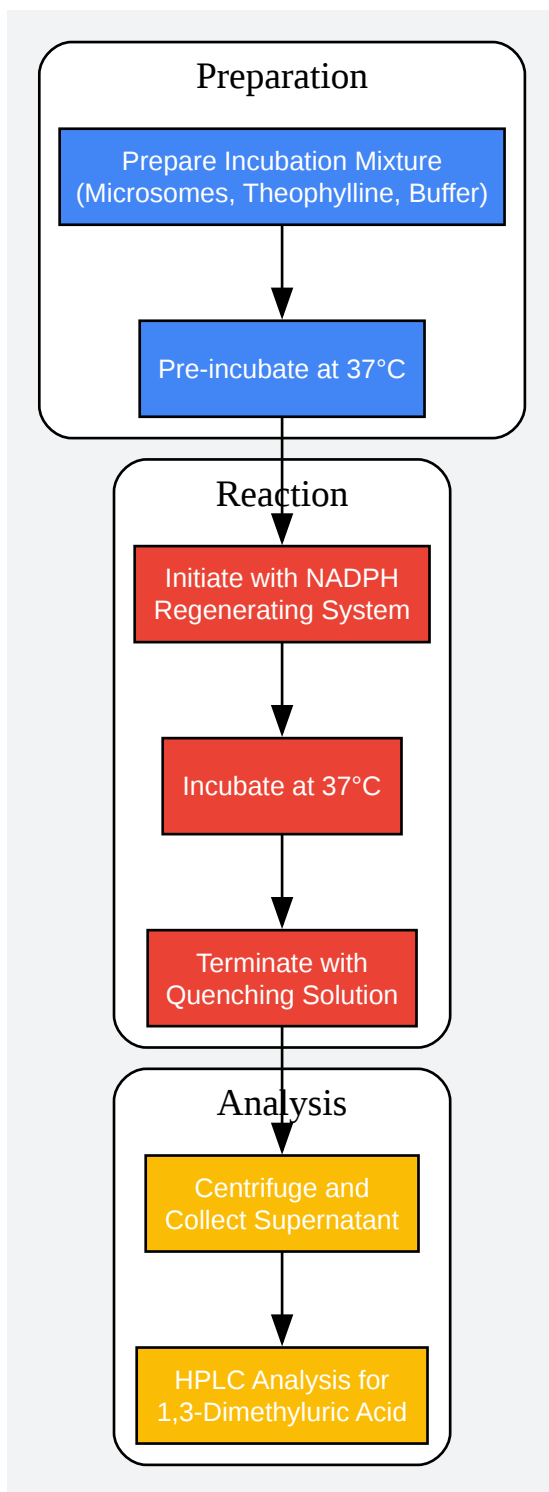 Preparation
Prepare Incubation Mixture
(Microsomes, Theophylline, Buffer)
Pre-incubate at 37°C
Reaction
Initiate with NADPH
Regenerating System
Incubate at 37°C
Terminate with
Quenching Solution
Analysis
Centrifuge and
Collect Supernatant
HPLC Analysis for
1,3-Dimethyluric Acid